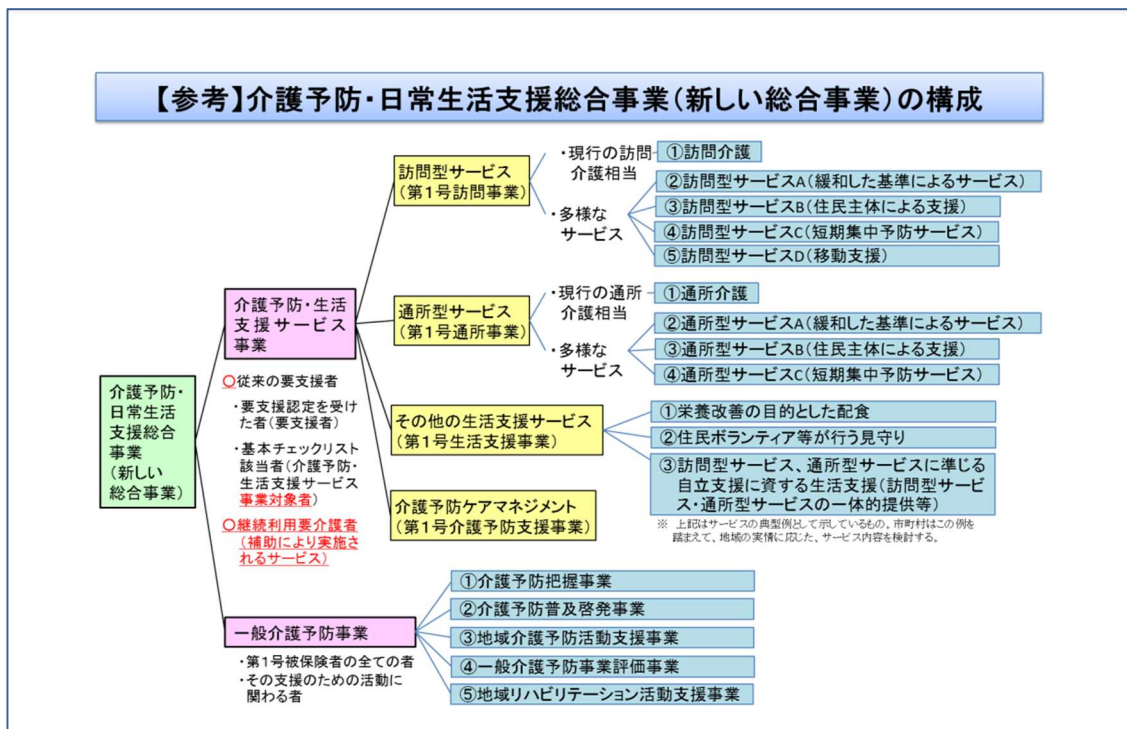 【参考】介護予防・日常生活支援総合事業(新しい総合事業)の構成
介護予防・
日常生活
支援総合
事業
(新しい
総合事業)
介護予防・生活
支援サービス
事業
〇従来の要支援者
・要支援認定を受け
た者(要支援者)
・基本チェックリスト
該当者(介護予防・
生活支援サービス
事業対象者)
〇継続利用要介護者
(補助により実施さ
れるサービス)
訪問型サービス
(第1号訪問事業)
・現行の訪問
介護相当
①訪問介護
・多様な
サービス
②訪問型サービスA(緩和した基準によるサービス)
③訪問型サービスB(住民主体による支援)
④訪問型サービスC(短期集中予防サービス)
⑤訪問型サービスD(移動支援)
通所型サービス
(第1号通所事業)
・現行の通所
介護相当
①通所介護
・多様な
サービス
②通所型サービスA(緩和した基準によるサービス)
③通所型サービスB(住民主体による支援)
④通所型サービスC(短期集中予防サービス)
その他の生活支援サービス
(第1号生活支援事業)
①栄養改善の目的とした配食
②住民ボランティア等が行う見守り
③訪問型サービス、通所型サービスに準じる
自立支援に資する生活支援(訪問型サービ
ス・通所型サービスの一体的提供等)
※ 上記はサービスの典型例として示しているもの。市町村はこの例を
踏まえて、地域の実情に応じた、サービス内容を検討する。
介護予防ケアマネジメント
(第1号介護予防支援事業)
一般介護予防事業
・第1号被保険者の全ての者
・その支援のための活動に
関わる者
①介護予防把握事業
②介護予防普及啓発事業
③地域介護予防活動支援事業
④一般介護予防事業評価事業
⑤地域リハビリテーション活動支援事業